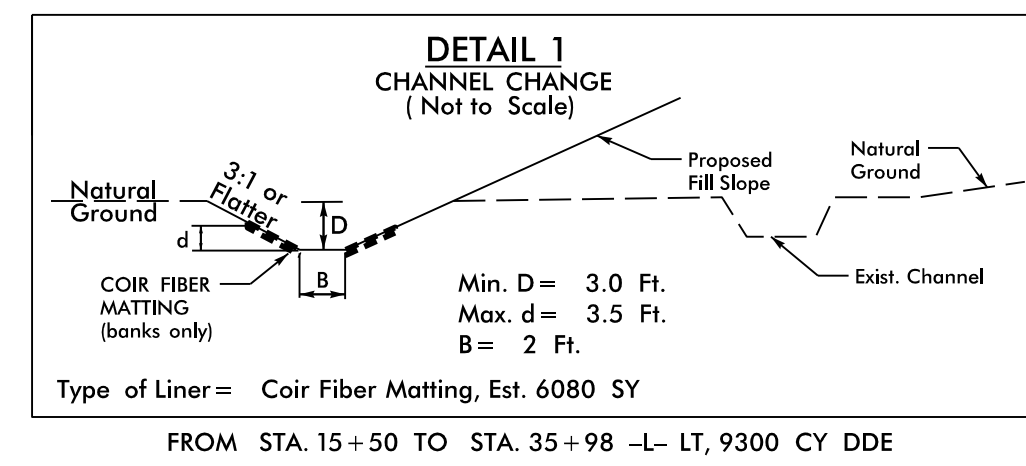 DETAIL 1
CHANNEL CHANGE
( Not to Scale)
Natural
Ground
3:1 or
Flatter
D
d
B
COIR FIBER
MATTING
(banks only)
Proposed
Fill Slope
Natural
Ground
Exist. Channel
Min. D= 3.0 Ft.
Max. d= 3.5 Ft.
B= 2 Ft.
Type of Liner= Coir Fiber Matting, Est. 6080 SY
FROM STA. 15+50 TO STA. 35+98 -L- LT, 9300 CY DDE